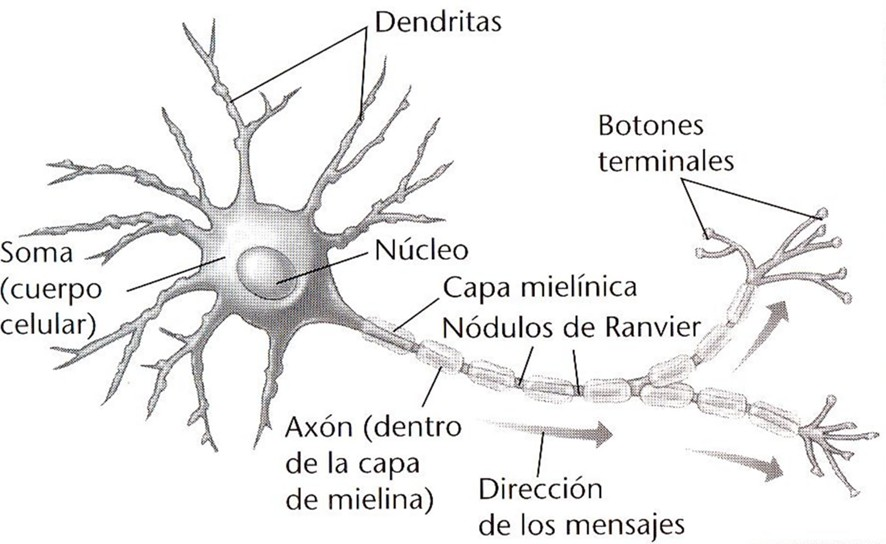 Dendritas
Botones
terminales
Soma
(cuerpo
celular)
Núcleo
Capa mielínica
Nódulos de Ranvier
Axón (dentro
de la capa
de mielina)
Dirección
de los mensajes